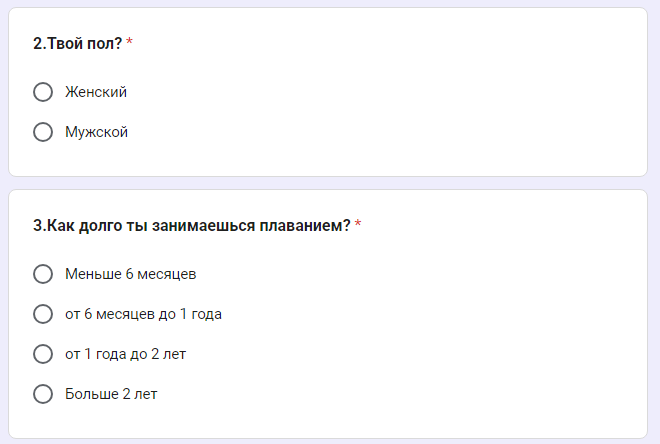 2.Твой пол? *
Женский
Мужской
3.Как долго ты занимаешься плаванием? *
Меньше 6 месяцев
от 6 месяцев до 1 года
от 1 года до 2 лет
Больше 2 лет